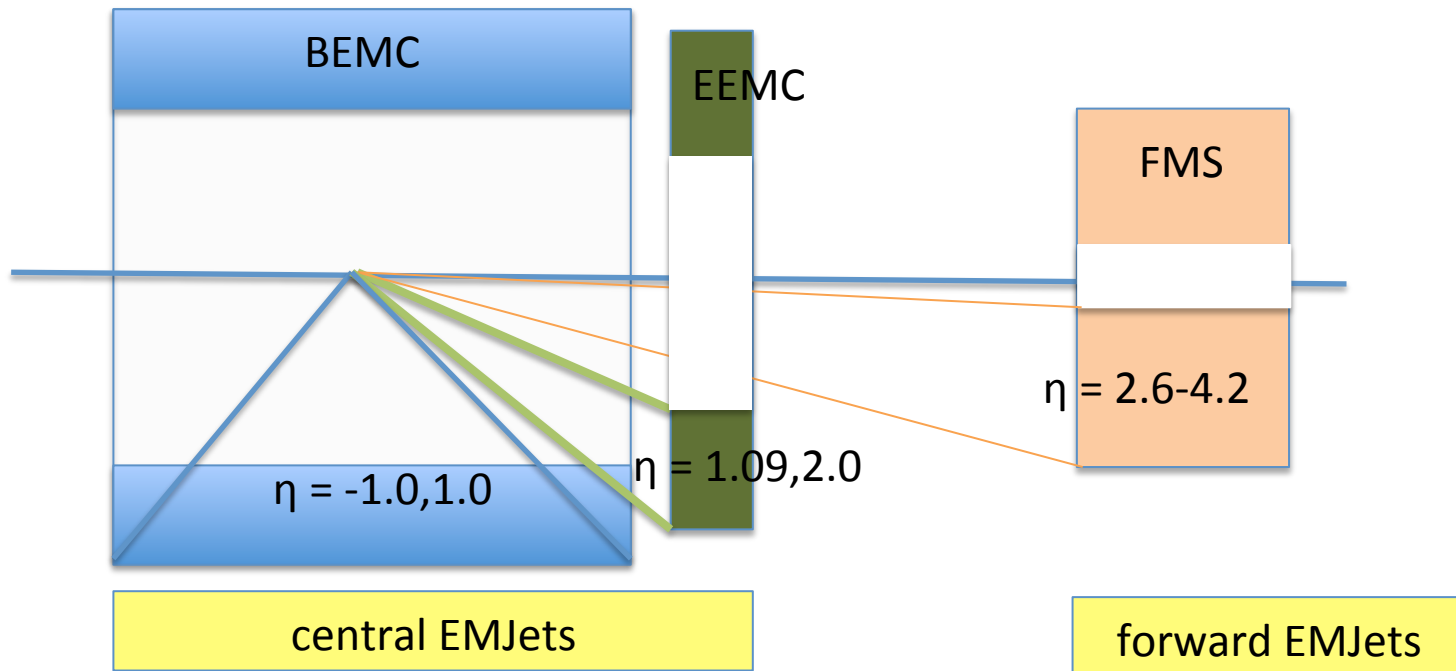 BEMC
EEMC
FMS
η = 2.6-4.2
η = 1.09,2.0
η = -1.0,1.0
central EMJets
forward EMJets